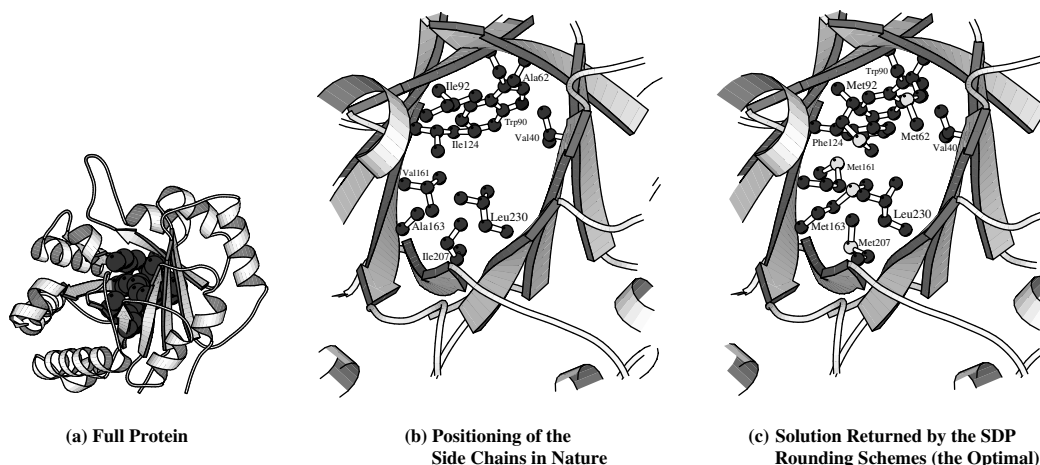 Ile92
Ala62
Trp90
Val40
Ile124
Val161
Ala163
Leu230
Ile207
Trp90
Met92
Phe124
Met62
Val40
Met161
Met163
Leu230
Met207
(a) Full Protein
(b) Positioning of the
Side Chains in Nature
(c) Solution Returned by the SDP
Rounding Schemes (the Optimal)